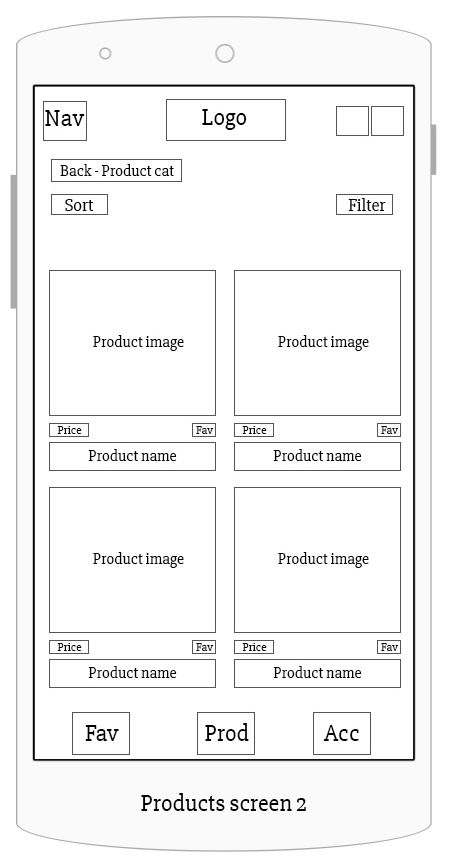 Nav Logo
Back - Product cat
Sort Filter
Product image Product image
Price Fav Price Fav
Product name Product name
Product image Product image
Price Fav Price Fav
Product name Product name
Fav Prod Acc
Products screen 2